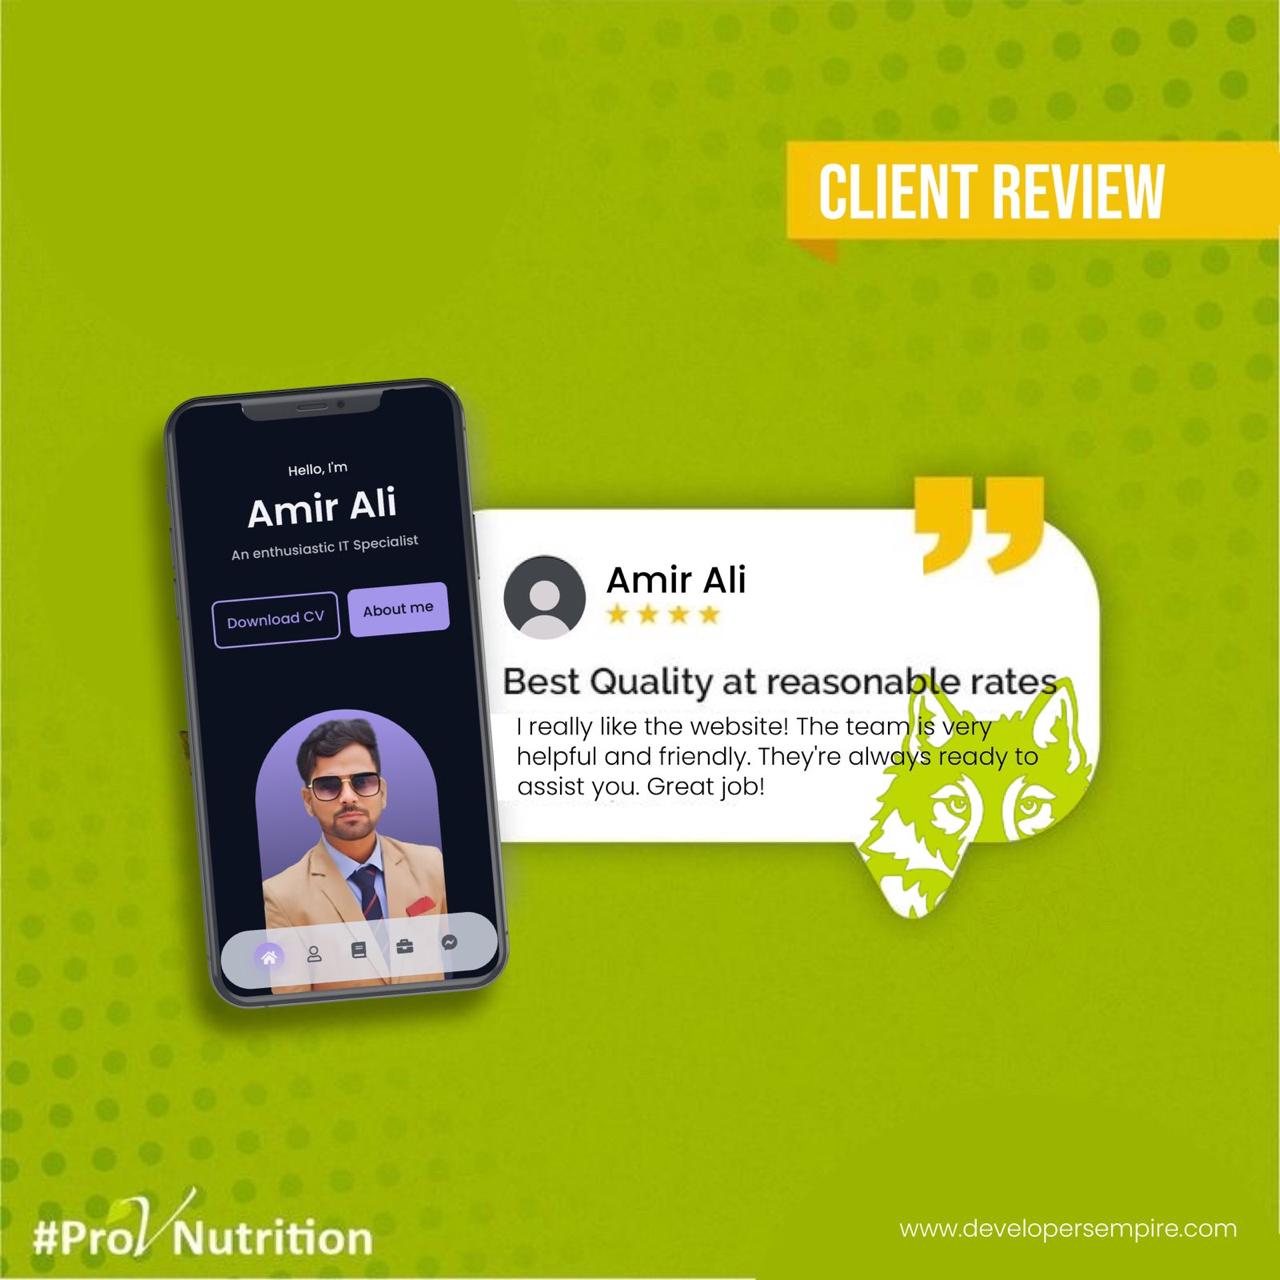 CLIENT REVIEW
Hello, I'm
Amir Ali
An enthusiastic IT Specialist
Download CV
About me
Amir Ali
Best Quality at reasonable rates
I really like the website! The team is very
helpful and friendly. They're always ready to
assist you. Great job!
#ProVNutrition
www.developersempire.com